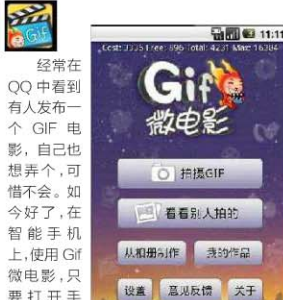 Gif
经常在
QQ 中看到
有人发布一
个 GIF 电
影，自己也
想弄个，可
惜不会。如
今好了，在
智能手机
上，使用 Gif
微电影，只
要打开手
11:11
Gif
微电影
拍摄GIF
看看别人拍的
从相册制作
我的作品
设置
意见反馈
关于